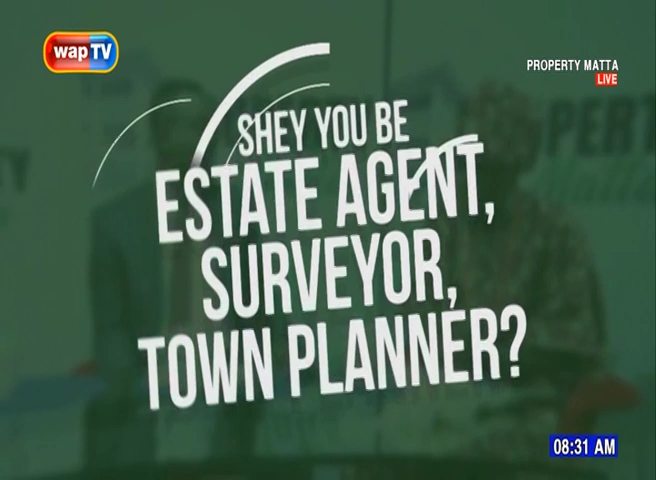 wapTV
PROPERTY MATTA
LIVE
SHEY YOU BE
ESTATE AGENT,
SURVEYOR,
TOWN PLANNER?
08:31 AM